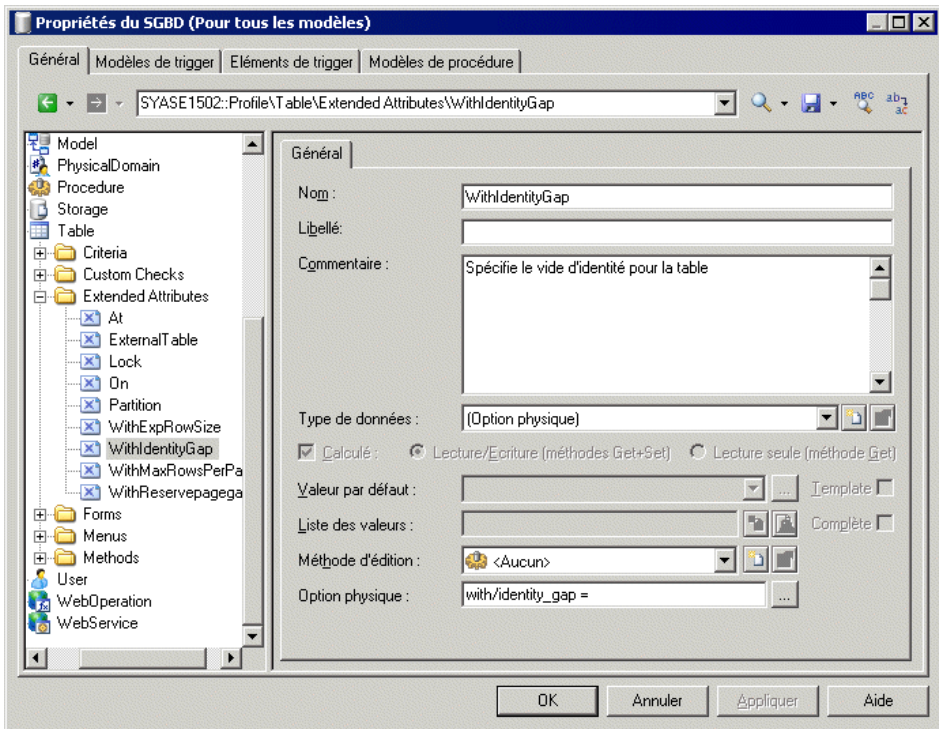 Propriétés du SGBD (Pour tous les modèles)
Général Modèles de trigger Eléments de trigger Modèles de procédure
SYASE1502::Profile\Table\Extended Attributes\WithIdentityGap
ABC
ab
ac
Model
PhysicalDomain
Procedure
Storage
Table
Criteria
Custom Checks
Extended Attributes
At
ExternalTable
Lock
On
Partition
WithExpRowSize
WithIdentityGap
WithMaxRowsPerPa
WithReservepagega
Forms
Menus
Methods
User
WebOperation
WebService
Général
Nom : WithIdentityGap
Libellé:
Commentaire : Spécifie le vide d'identité pour la table
Type de données : (Option physique)
Calculé : Lecture/Ecriture (méthodes Get+Set) Lecture seule (méthode Get)
Valeur par défaut : ... Template
Liste des valeurs : Complète
Méthode d'édition : <Aucun>
Option physique : with/identity_gap = ...
OK Annuler Appliquer Aide